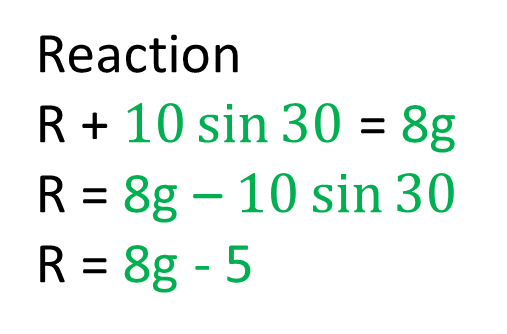 Reaction
R + 10 sin 30 = 8g
R = 8g – 10 sin 30
R = 8g - 5